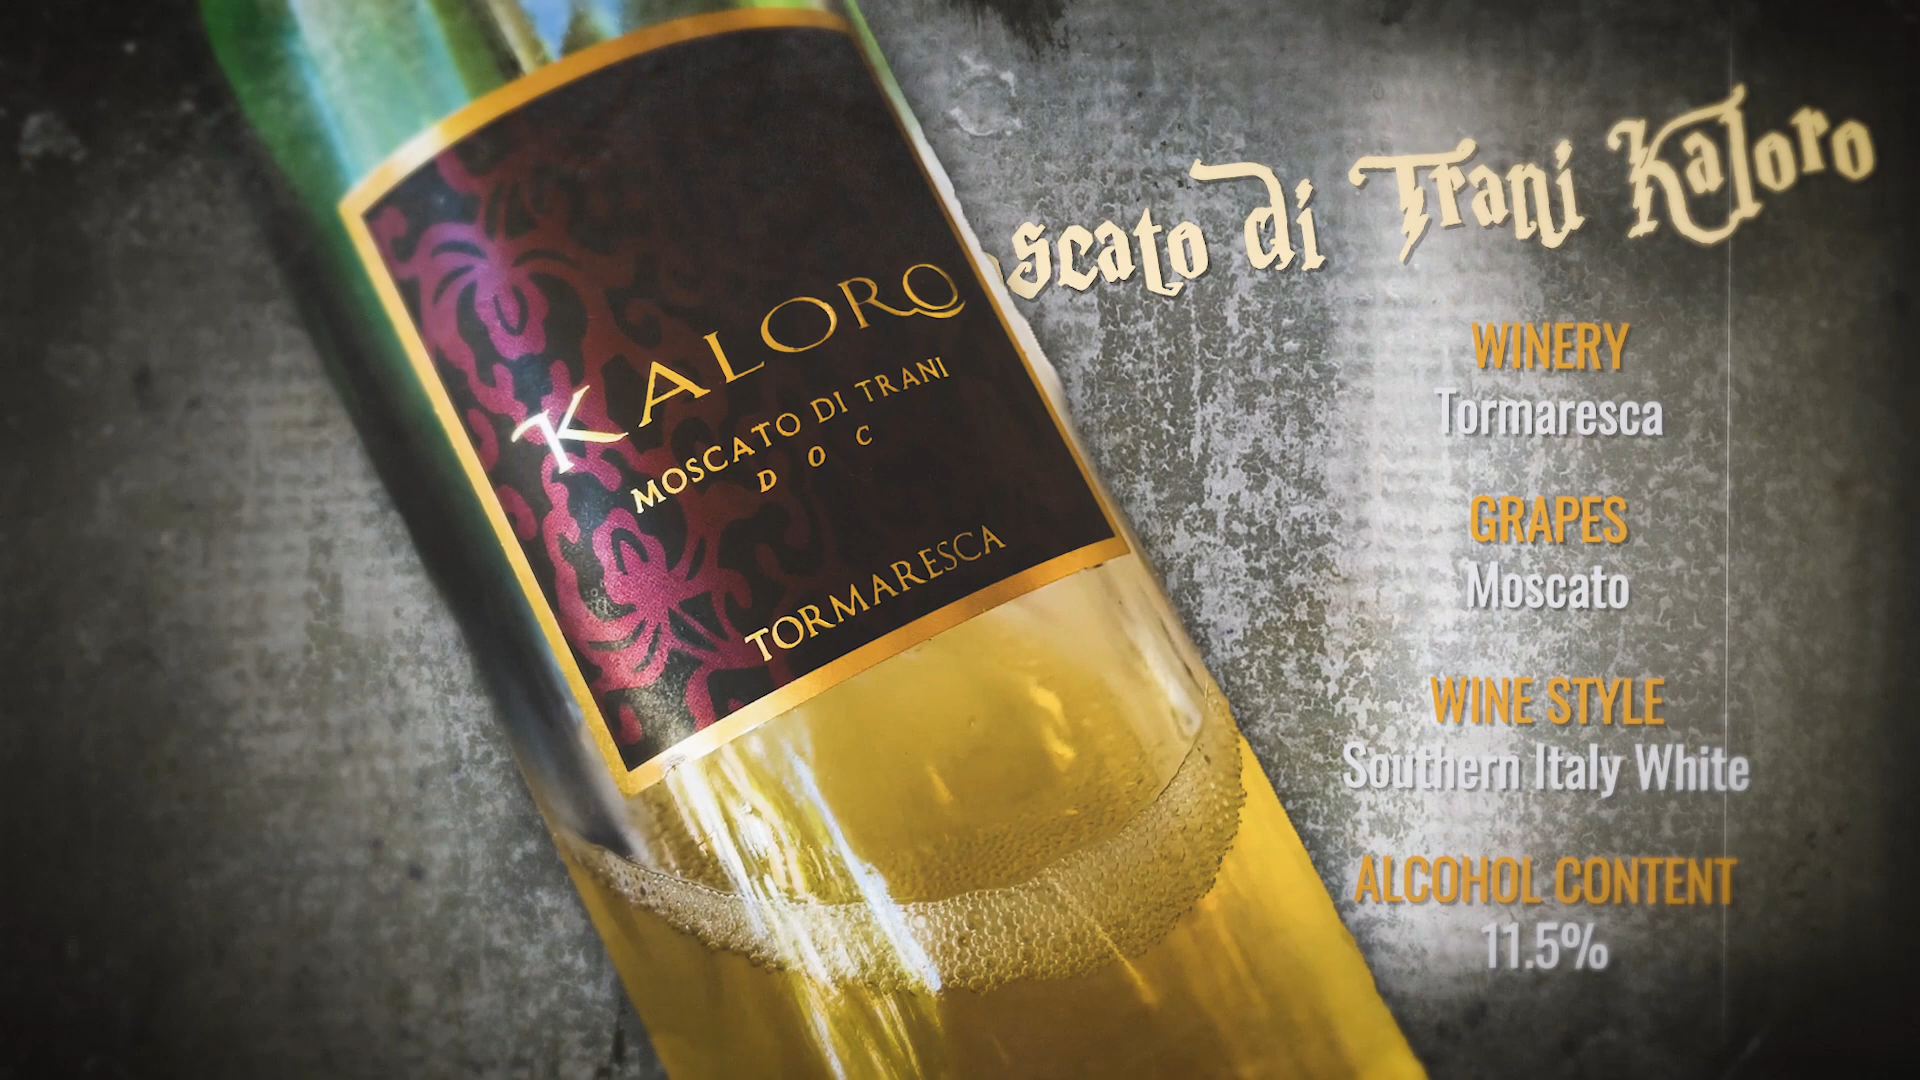 KALORO
MOSCATO DI TRANI
DOC
TORMARESCA
oscato di Trani Kaloro
WINERY
Tormaresca
GRAPES
Moscato
WINE STYLE
Southern Italy White
ALCOHOL CONTENT
11.5%